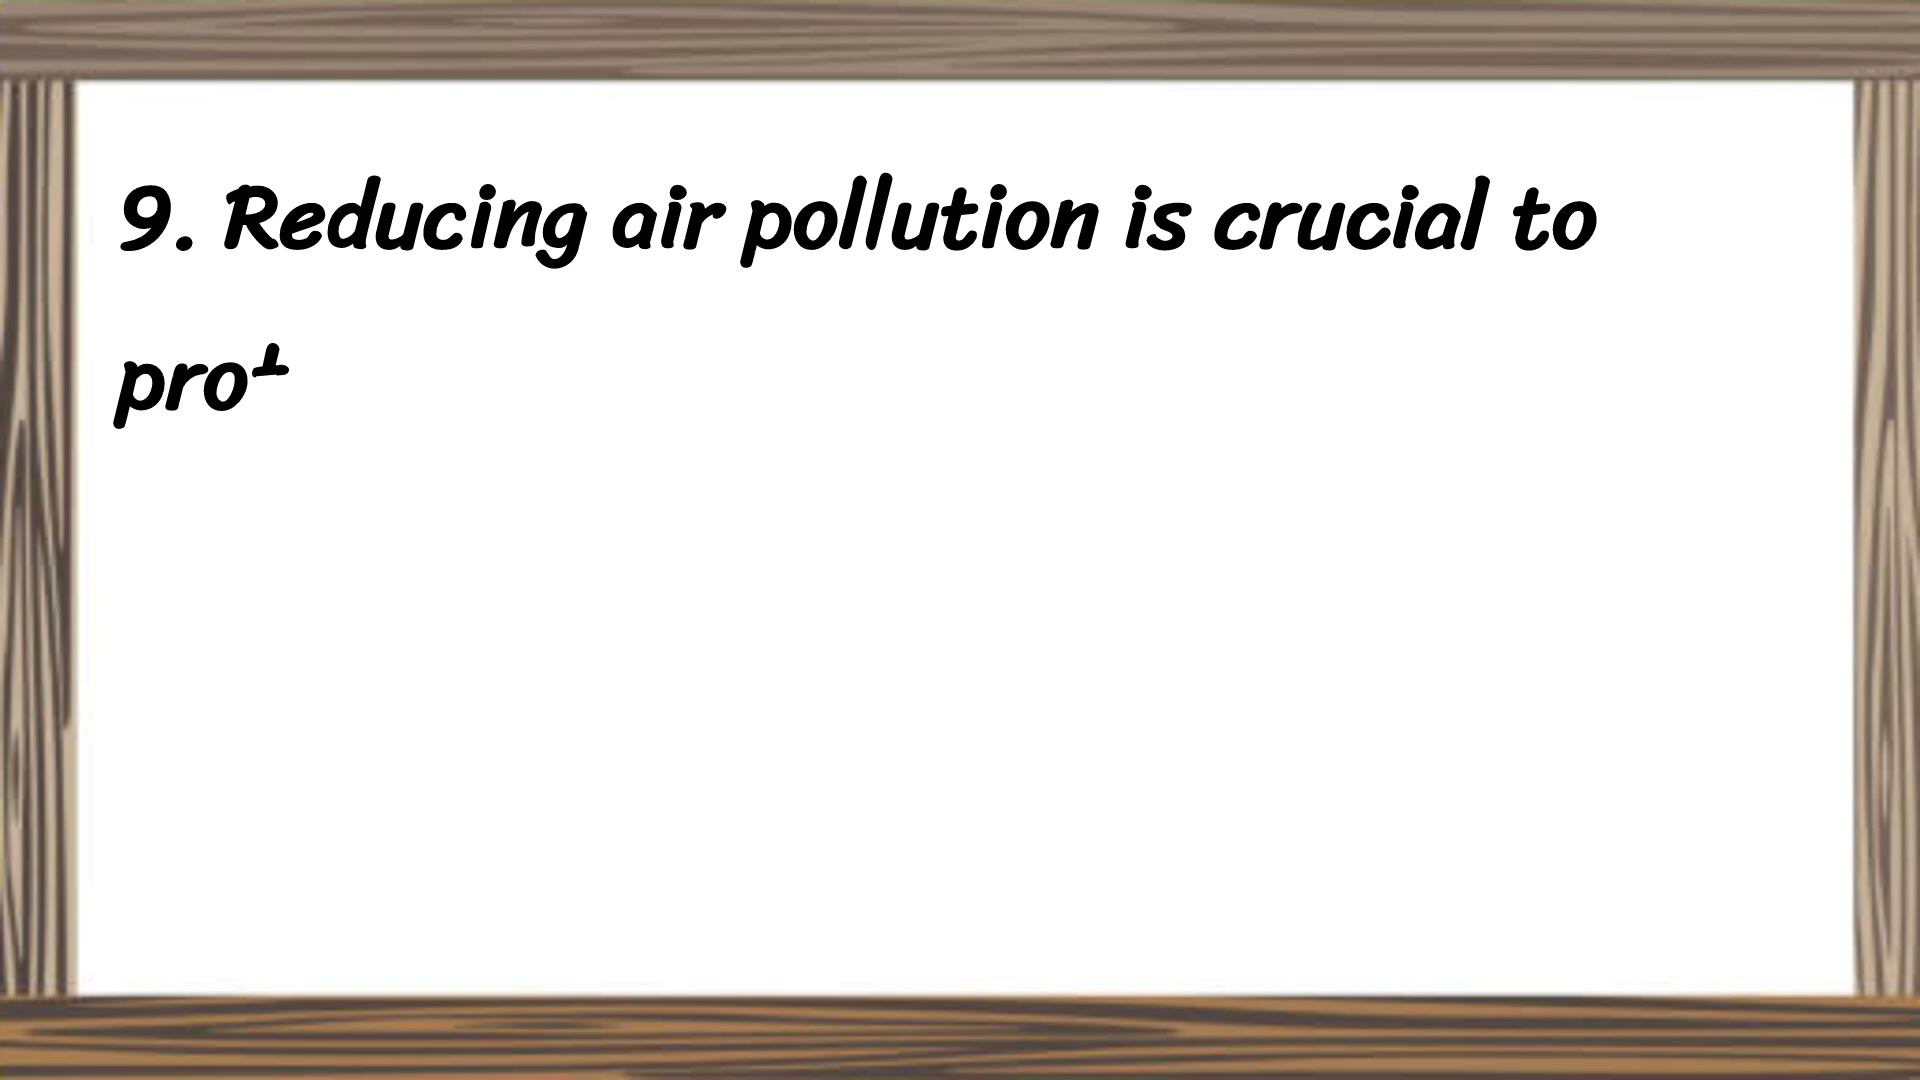 9. Reducing air pollution is crucial to
pro